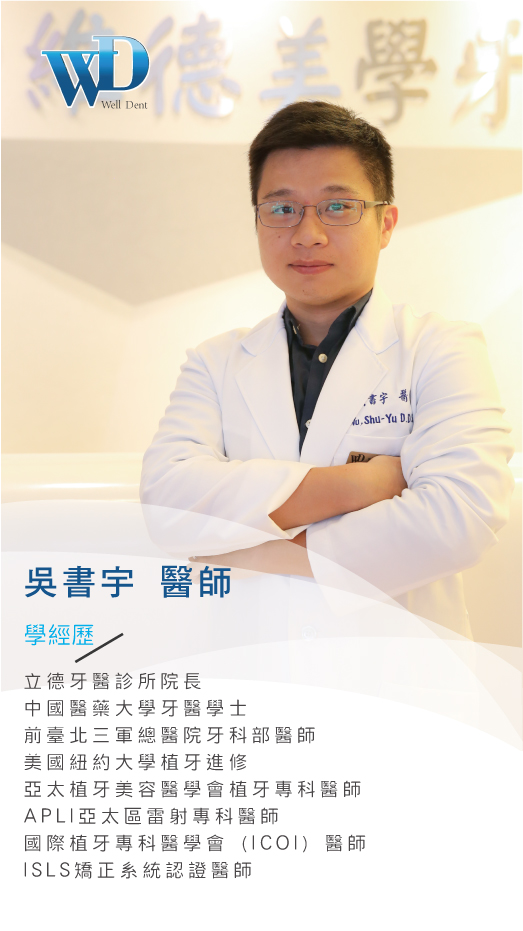 維德美學牙
WD
Well Dent
書宇 醫
Shu-Yu D.D
吳書宇 醫師
學經歷
立德牙醫診所院長
中國醫藥大學牙醫學士
前臺北三軍總醫院牙科部醫師
美國紐約大學植牙進修
亞太植牙美容醫學會植牙專科醫師
APLI亞太區雷射專科醫師
國際植牙專科醫學會 (ICOI) 醫師
ISLS矯正系統認證醫師